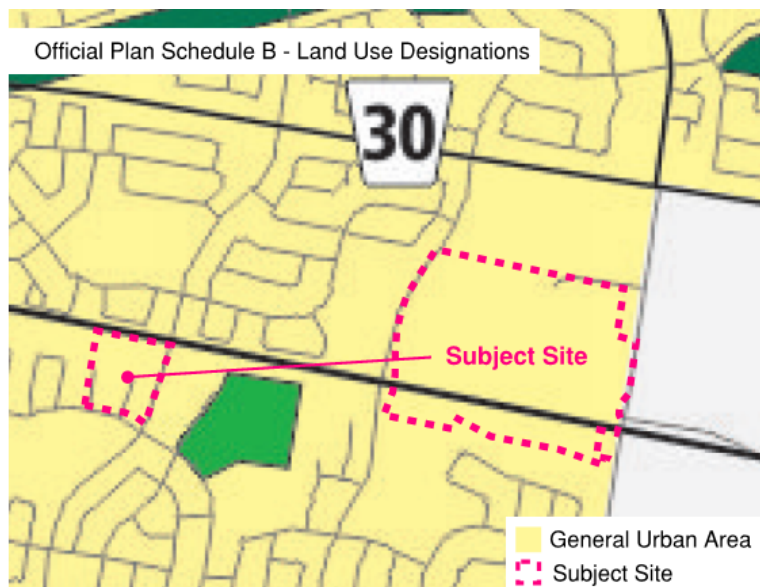 Official Plan Schedule B - Land Use Designations
30
Subject Site
General Urban Area
Subject Site